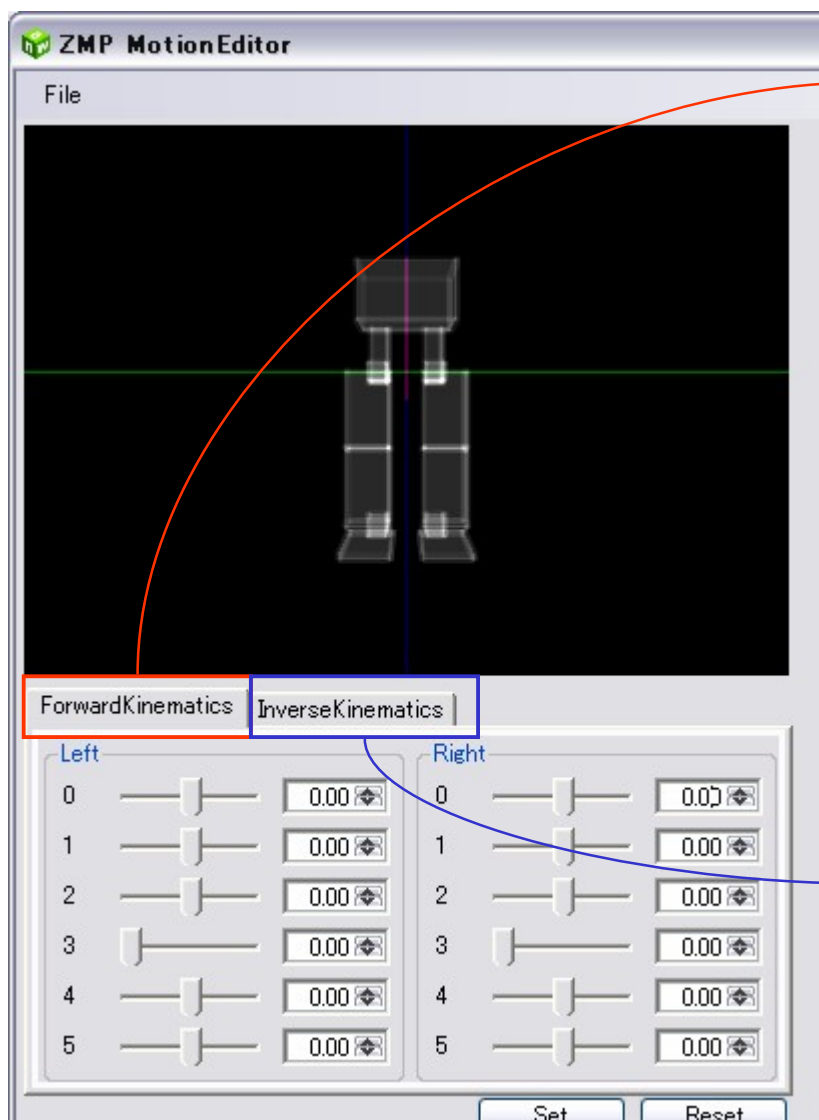 ZMP MotionEditor
File
ForwardKinematics InverseKinematics
Left Right
0 0.00 0 0.00
1 0.00 1 0.00
2 0.00 2 0.00
3 0.00 3 0.00
4 0.00 4 0.00
5 0.00 5 0.00
Set Reset